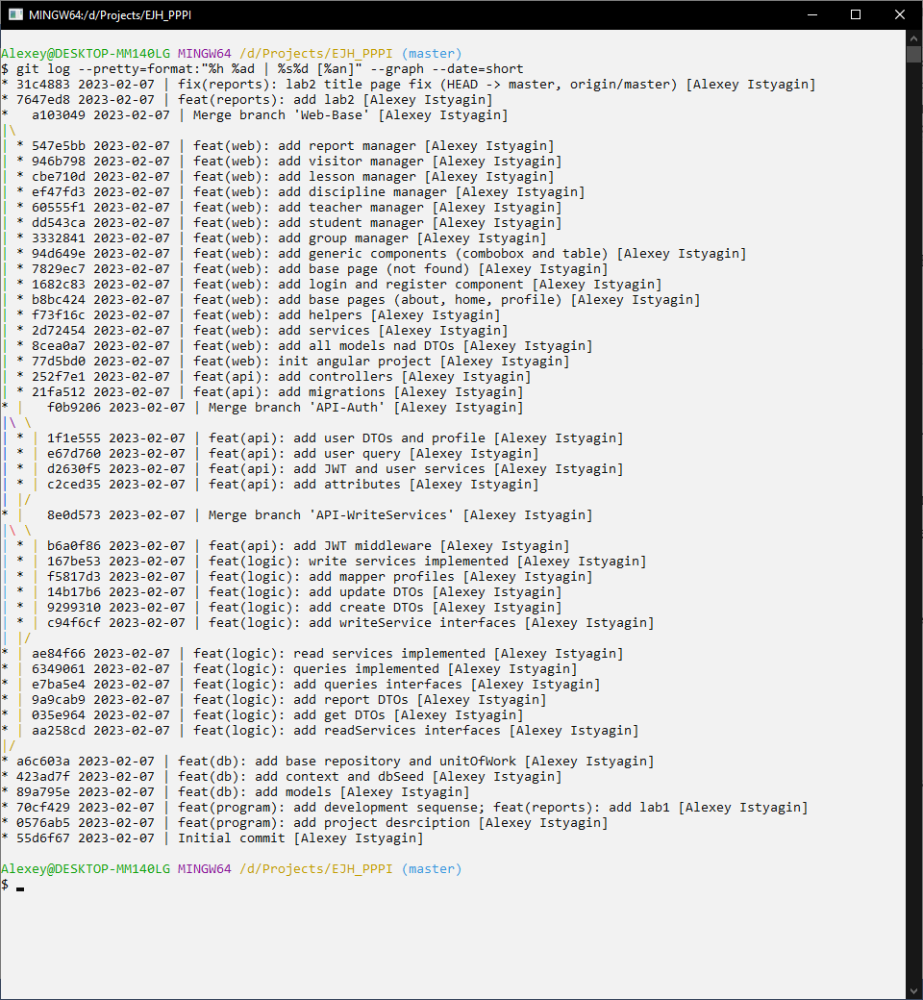 MINGW64:/d/Projects/EJH_PPPI
Alexey@DESKTOP-MM140LG MINGW64 /d/Projects/EJH_PPPI (master)
$ git log --pretty=format:"%h %ad | %s%d [%an]" --graph --date=short
* 31c4883 2023-02-07 | fix(reports): lab2 title page fix (HEAD -> master, origin/master) [Alexey Istyagin]
* 7647ed8 2023-02-07 | feat(reports): add lab2 [Alexey Istyagin]
*   a103049 2023-02-07 | Merge branch 'Web-Base' [Alexey Istyagin]
|\
| * 547e5bb 2023-02-07 | feat(web): add report manager [Alexey Istyagin]
| * 946b798 2023-02-07 | feat(web): add visitor manager [Alexey Istyagin]
| * cbe710d 2023-02-07 | feat(web): add lesson manager [Alexey Istyagin]
| * ef47fd3 2023-02-07 | feat(web): add discipline manager [Alexey Istyagin]
| * 60555f1 2023-02-07 | feat(web): add teacher manager [Alexey Istyagin]
| * dd543ca 2023-02-07 | feat(web): add student manager [Alexey Istyagin]
| * 3332841 2023-02-07 | feat(web): add group manager [Alexey Istyagin]
| * 94d649e 2023-02-07 | feat(web): add generic components (combobox and table) [Alexey Istyagin]
| * 7829ec7 2023-02-07 | feat(web): add base page (not found) [Alexey Istyagin]
| * 1682c83 2023-02-07 | feat(web): add login and register component [Alexey Istyagin]
| * b8bc424 2023-02-07 | feat(web): add base pages (about, home, profile) [Alexey Istyagin]
| * f73f16c 2023-02-07 | feat(web): add helpers [Alexey Istyagin]
| * 2d72454 2023-02-07 | feat(web): add services [Alexey Istyagin]
| * 8cea0a7 2023-02-07 | feat(web): add all models nad DTOs [Alexey Istyagin]
| * 77d5bd0 2023-02-07 | feat(web): init angular project [Alexey Istyagin]
| * 252f7e1 2023-02-07 | feat(api): add controllers [Alexey Istyagin]
| * 21fa512 2023-02-07 | feat(api): add migrations [Alexey Istyagin]
* |   f0b9206 2023-02-07 | Merge branch 'API-Auth' [Alexey Istyagin]
|\ \
| * | 1f1e555 2023-02-07 | feat(api): add user DTOs and profile [Alexey Istyagin]
| * | e67d760 2023-02-07 | feat(api): add user query [Alexey Istyagin]
| * | d2630f5 2023-02-07 | feat(api): add JWT and user services [Alexey Istyagin]
| * | c2ced35 2023-02-07 | feat(api): add attributes [Alexey Istyagin]
| |/
* |   8e0d573 2023-02-07 | Merge branch 'API-WriteServices' [Alexey Istyagin]
|\ \
| * | b6a0f86 2023-02-07 | feat(api): add JWT middleware [Alexey Istyagin]
| * | 167be53 2023-02-07 | feat(logic): write services implemented [Alexey Istyagin]
| * | f5817d3 2023-02-07 | feat(logic): add mapper profiles [Alexey Istyagin]
| * | 14b17b6 2023-02-07 | feat(logic): add update DTOs [Alexey Istyagin]
| * | 9299310 2023-02-07 | feat(logic): add create DTOs [Alexey Istyagin]
| * | c94f6cf 2023-02-07 | feat(logic): add writeService interfaces [Alexey Istyagin]
| |/
* | ae84f66 2023-02-07 | feat(logic): read services implemented [Alexey Istyagin]
* | 6349061 2023-02-07 | feat(logic): queries implemented [Alexey Istyagin]
* | e7ba5e4 2023-02-07 | feat(logic): add queries interfaces [Alexey Istyagin]
* | 9a9cab9 2023-02-07 | feat(logic): add report DTOs [Alexey Istyagin]
* | 035e964 2023-02-07 | feat(logic): add get DTOs [Alexey Istyagin]
* | aa258cd 2023-02-07 | feat(logic): add readServices interfaces [Alexey Istyagin]
|/
* a6c603a 2023-02-07 | feat(db): add base repository and unitOfWork [Alexey Istyagin]
* 423ad7f 2023-02-07 | feat(db): add context and dbSeed [Alexey Istyagin]
* 89a795e 2023-02-07 | feat(db): add models [Alexey Istyagin]
* 70cf429 2023-02-07 | feat(program): add development sequense; feat(reports): add lab1 [Alexey Istyagin]
* 0576ab5 2023-02-07 | feat(program): add project desrciption [Alexey Istyagin]
* 55d6f67 2023-02-07 | Initial commit [Alexey Istyagin]
Alexey@DESKTOP-MM140LG MINGW64 /d/Projects/EJH_PPPI (master)
$